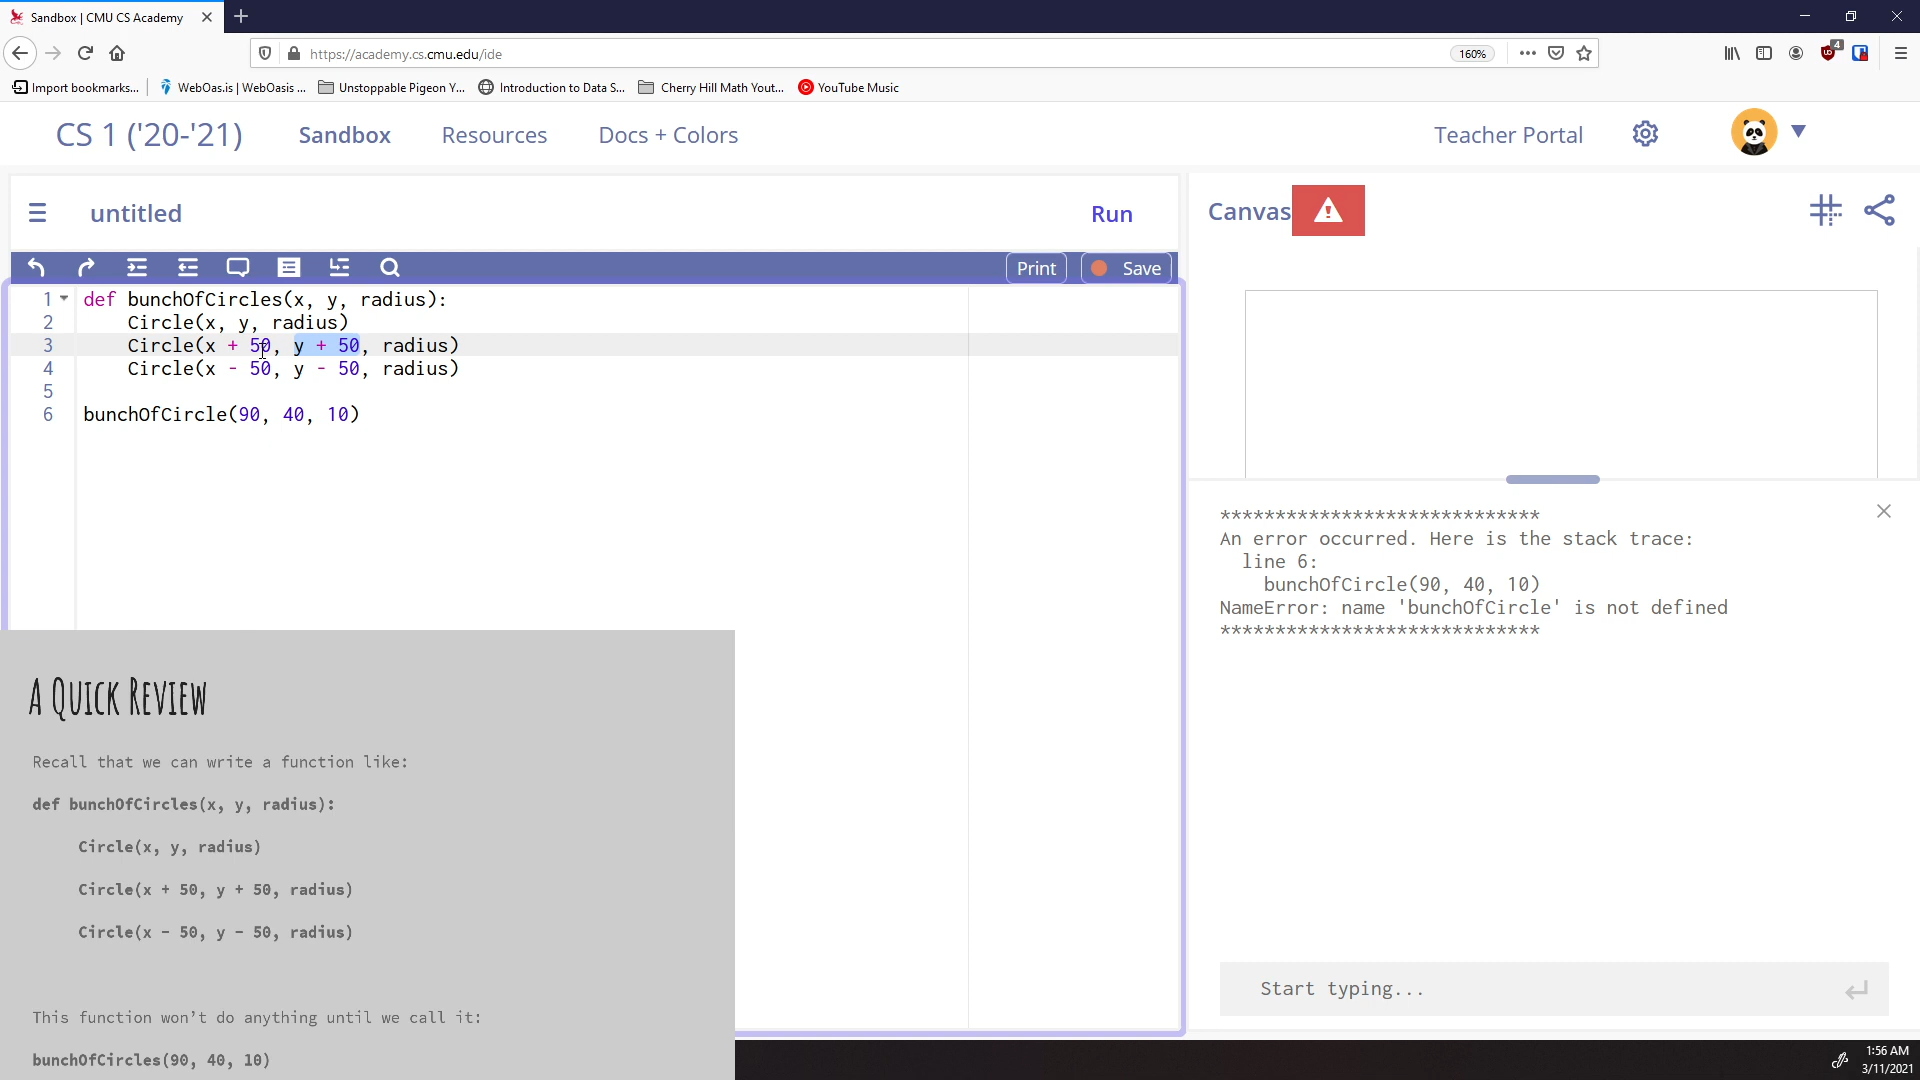 Sandbox | CMU CS Academy
https://academy.cs.cmu.edu/ide
160%
4
Import bookmarks...
WebOas.is | WebOasis ...
Unstoppable Pigeon Y...
Introduction to Data S...
Cherry Hill Math Yout...
YouTube Music
CS 1 ('20-'21)
Sandbox
Resources
Docs + Colors
Teacher Portal
untitled
Run
Canvas
Print
Save
1 def bunchOfCircles(x, y, radius):
2 Circle(x, y, radius)
3 Circle(x + 50, y + 50, radius)
4 Circle(x - 50, y - 50, radius)
5
6 bunchOfCircle(90, 40, 10)
*****************************
An error occurred. Here is the stack trace:
line 6:
bunchOfCircle(90, 40, 10)
NameError: name 'bunchOfCircle' is not defined
*****************************
Start typing...
A Quick Review
Recall that we can write a function like:
def bunchOfCircles(x, y, radius):
Circle(x, y, radius)
Circle(x + 50, y + 50, radius)
Circle(x - 50, y - 50, radius)
This function won't do anything until we call it:
bunchOfCircles(90, 40, 10)
1:56 AM
3/11/2021